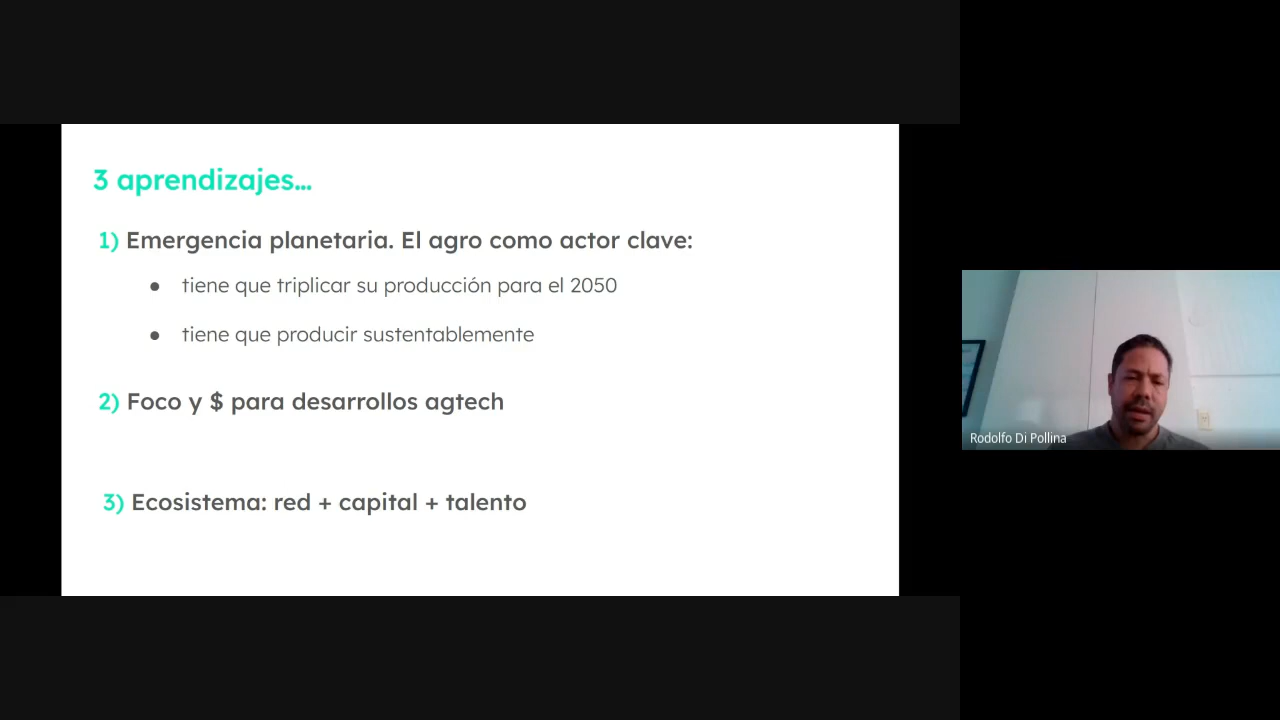 3 aprendizajes...
1) Emergencia planetaria. El agro como actor clave:
● tiene que triplicar su producción para el 2050
● tiene que producir sustentablemente
2) Foco y $ para desarrollos agtech
3) Ecosistema: red + capital + talento
Rodolfo Di Pollina